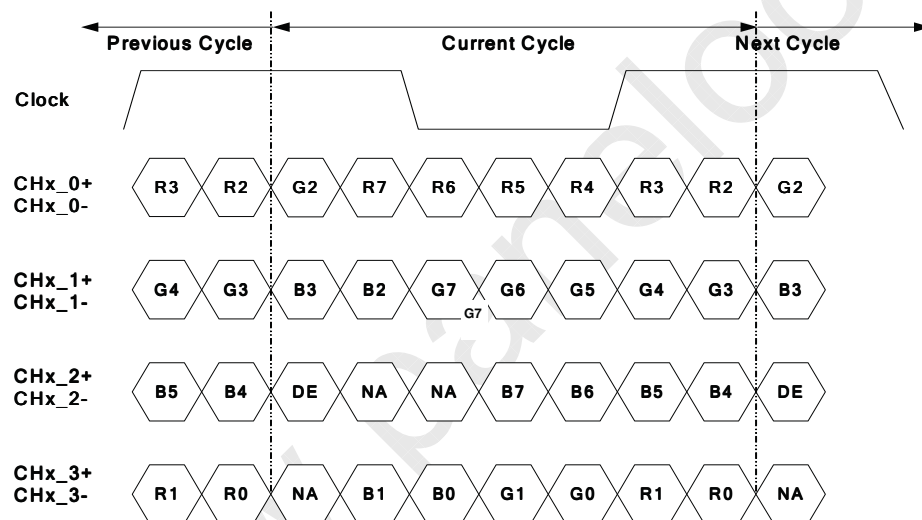 Previous Cycle Current Cycle Next Cycle
Clock
CHx_0+
CHx_0-
R3 R2 G2 R7 R6 R5 R4 R3 R2 G2
CHx_1+
CHx_1-
G4 G3 B3 B2 G7 G6 G5 G4 G3 B3
G7
CHx_2+
CHx_2-
B5 B4 DE NA NA B7 B6 B5 B4 DE
CHx_3+
CHx_3-
R1 R0 NA B1 B0 G1 G0 R1 R0 NA